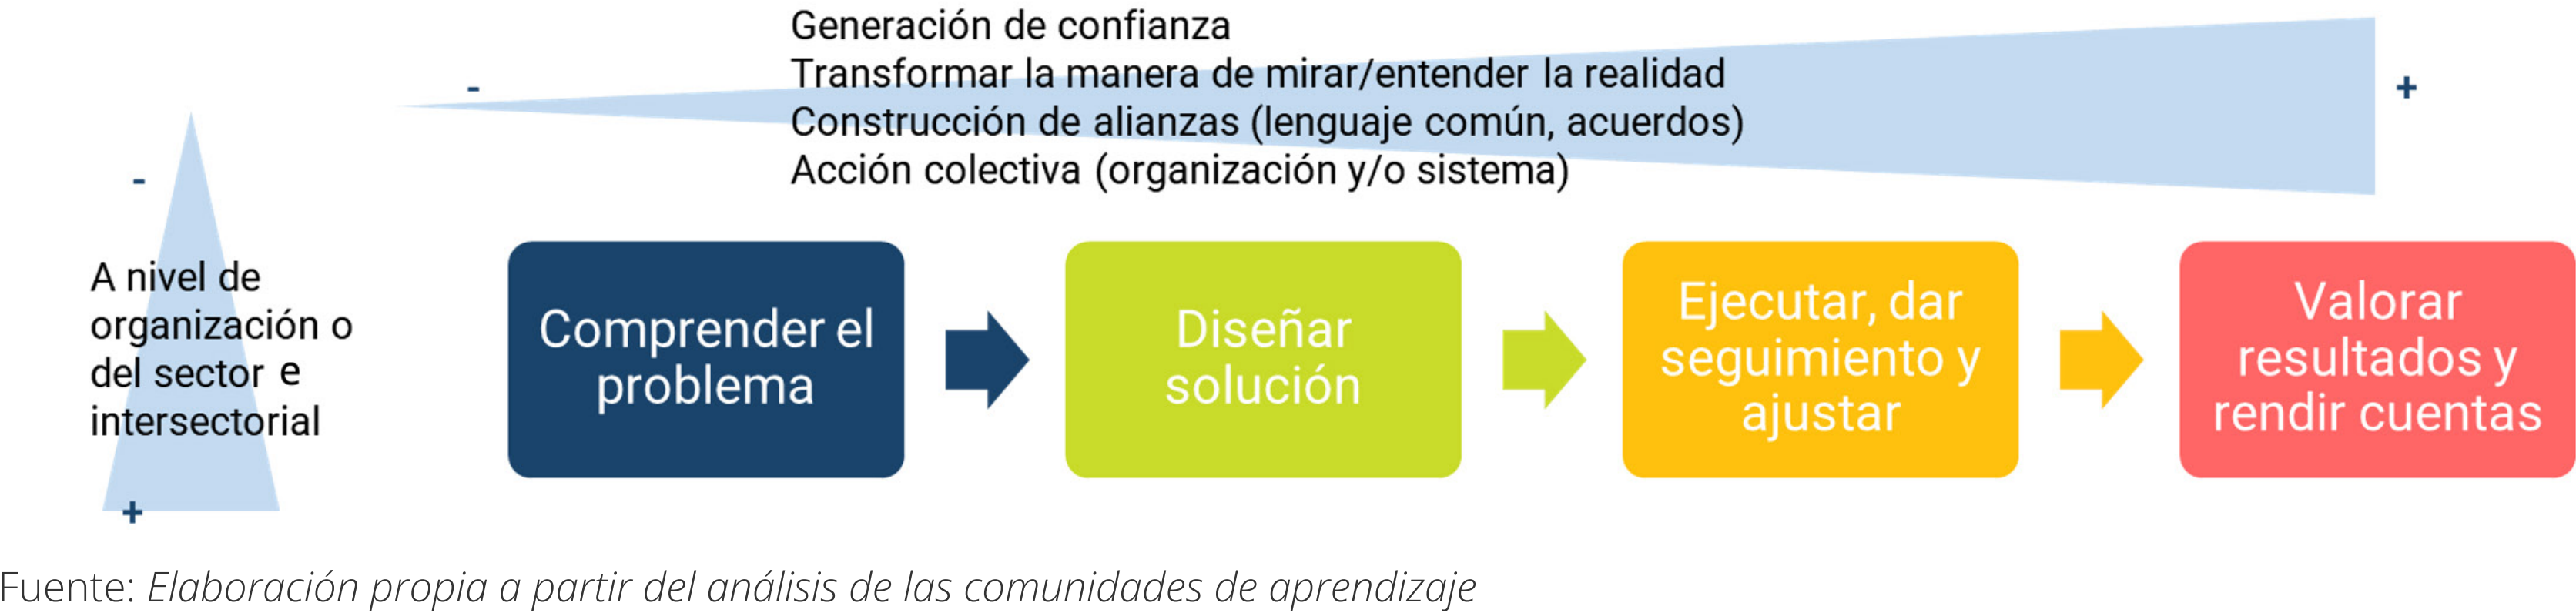 Generación de confianza
Transformar la manera de mirar/entender la realidad
Construcción de alianzas (lenguaje común, acuerdos)
Acción colectiva (organización y/o sistema)
-
+
-
A nivel de
organización o
del sector e
intersectorial
+
Comprender el
problema
Diseñar
solución
Ejecutar, dar
seguimiento y
ajustar
Valorar
resultados y
rendir cuentas
Fuente: Elaboración propia a partir del análisis de las comunidades de aprendizaje